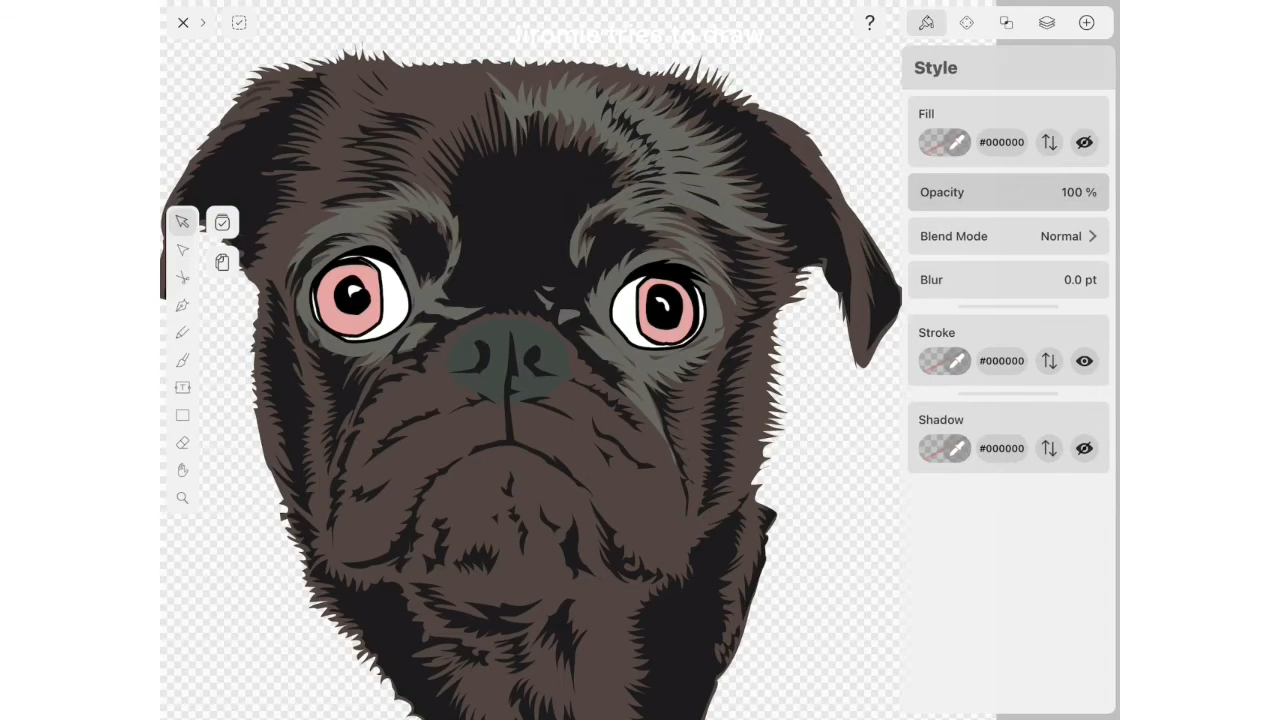 ?
tries to draw
Style
Fill
#000000
Opacity 100 %
Blend Mode Normal
Blur 0.0 pt
Stroke
#000000
Shadow
#000000
T